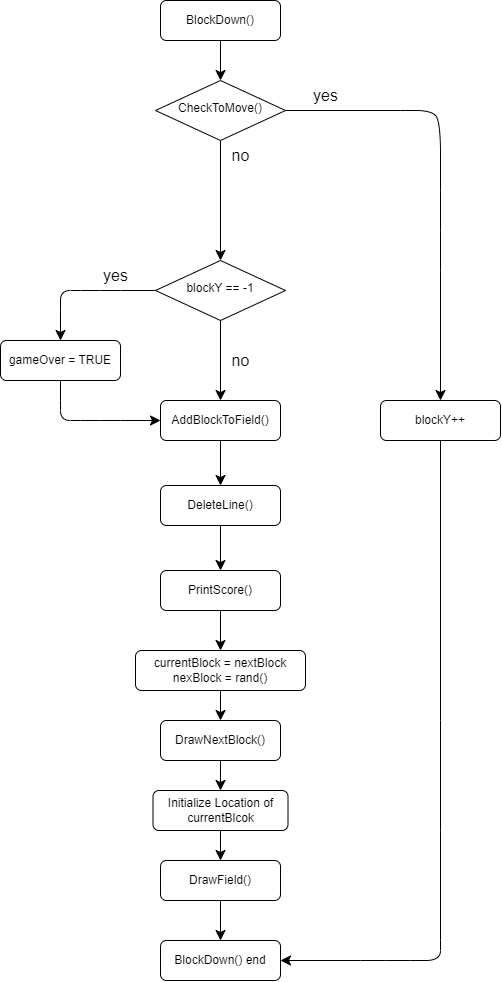 BlockDown()
CheckToMove()
yes
no
blockY == -1
yes
gameOver = TRUE
no
AddBlockToField()
blockY++
DeleteLine()
PrintScore()
currentBlock = nextBlock
nexBlock = rand()
DrawNextBlock()
Initialize Location of
currentBlcok
DrawField()
BlockDown() end